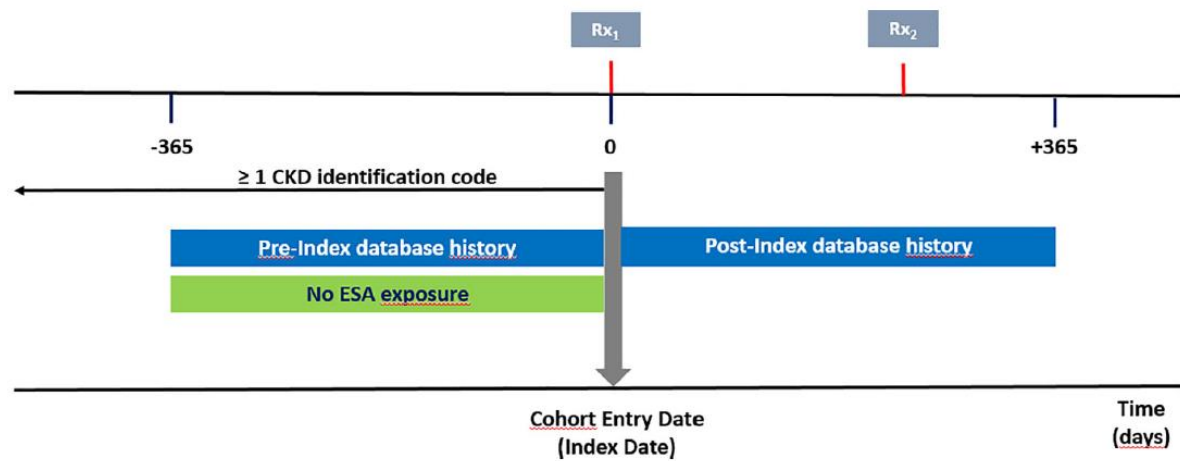 Rx1
Rx2
-365
0
+365
≥ 1 CKD identification code
Pre-Index database history
Post-Index database history
No ESA exposure
Cohort Entry Date
(Index Date)
Time
(days)